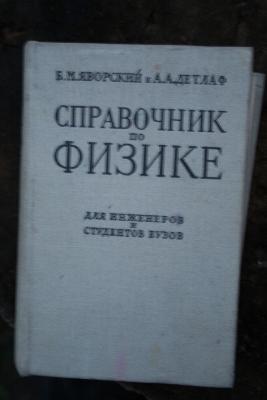 Б.М.ЯВОРСКИЙ и А.А.ДЕТЛАФ
СПРАВОЧНИК
ПО
ФИЗИКЕ
ДЛЯ ИНЖЕНЕРОВ
И
СТУДЕНТОВ ВУЗОВ